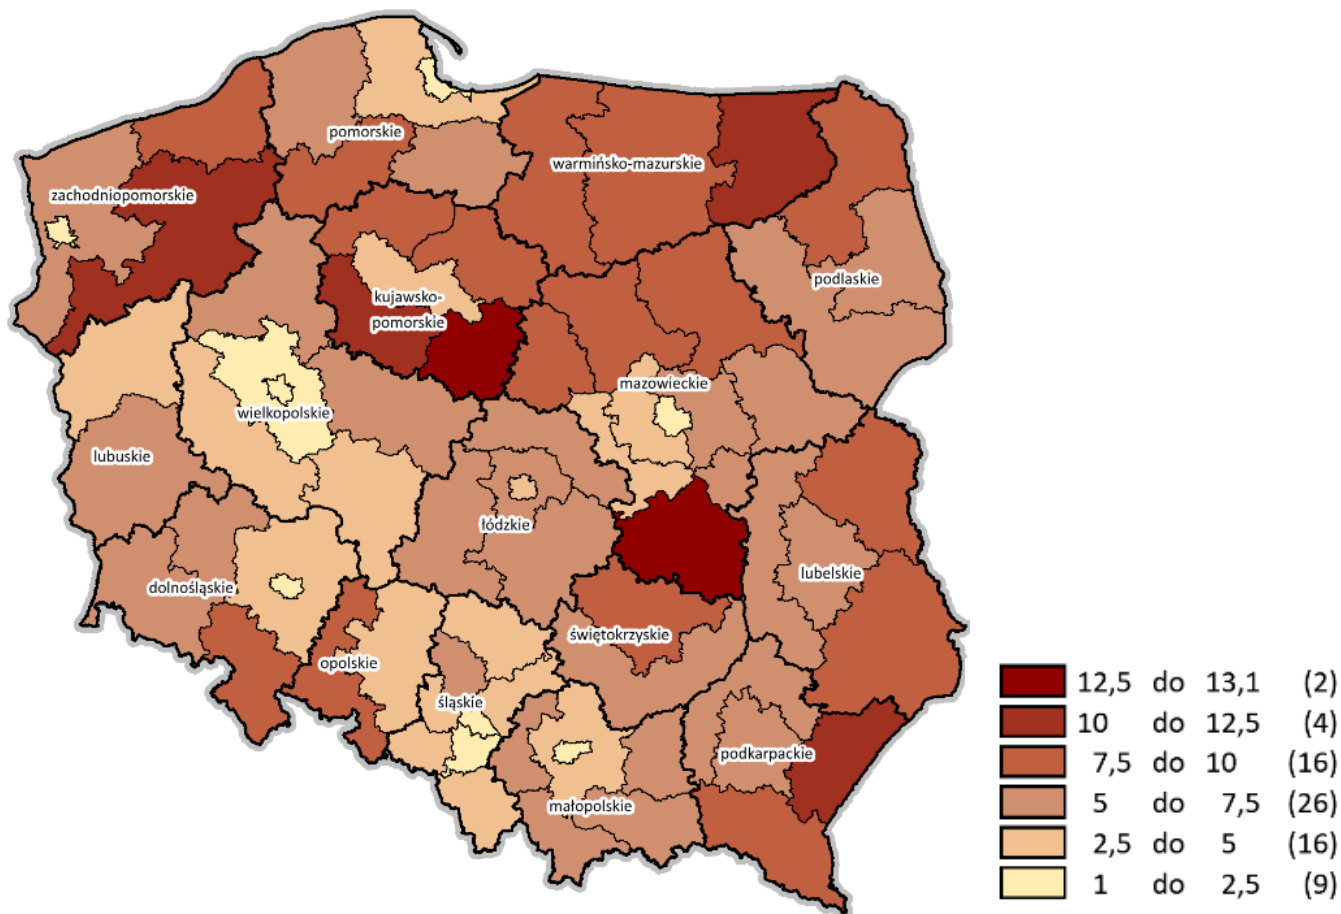 pomorskie
warmińsko-mazurskie
zachodniopomorskie
podlaskie
kujawsko-
pomorskie
mazowieckie
wielkopolskie
lubuskie
łódzkie
lubelskie
dolnośląskie
świętokrzyskie
opolskie
śląskie
podkarpackie
małopolskie
12,5 do 13,1 (2)
10 do 12,5 (4)
7,5 do 10 (16)
5 do 7,5 (26)
2,5 do 5 (16)
1 do 2,5 (9)